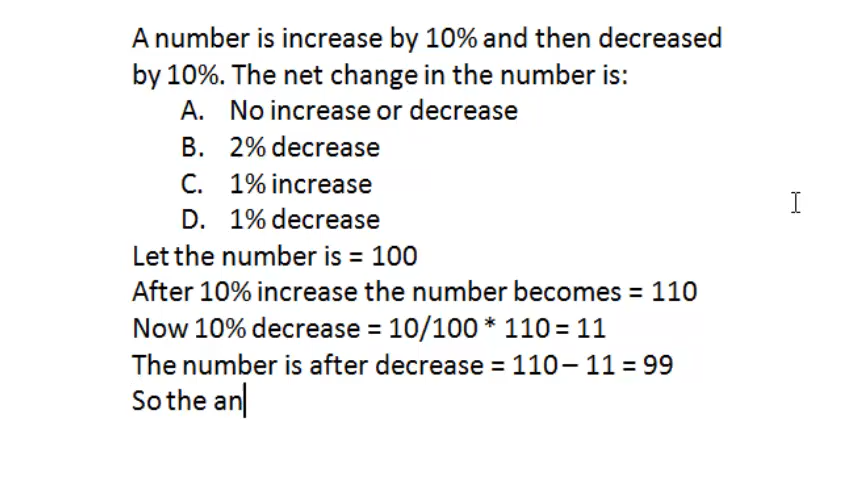 A number is increase by 10% and then decreased
by 10%. The net change in the number is:
A. No increase or decrease
B. 2% decrease
C. 1% increase
D. 1% decrease
Let the number is = 100
After 10% increase the number becomes = 110
Now 10% decrease = 10/100 * 110 = 11
The number is after decrease = 110 – 11 = 99
So the an